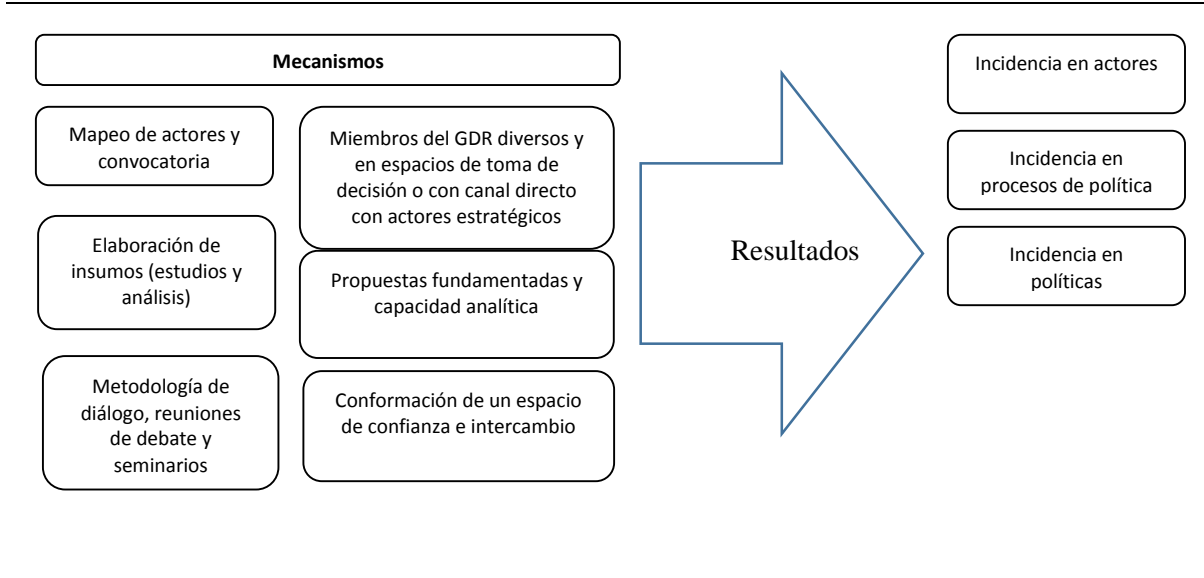 Mecanismos
Mapeo de actores y
convocatoria
Elaboración de
insumos (estudios y
análisis)
Metodología de
diálogo, reuniones
de debate y
seminarios
Miembros del GDR diversos y
en espacios de toma de
decisión o con canal directo
con actores estratégicos
Propuestas fundamentadas y
capacidad analítica
Conformación de un espacio
de confianza e intercambio
Resultados
Incidencia en actores
Incidencia en
procesos de política
Incidencia en
políticas